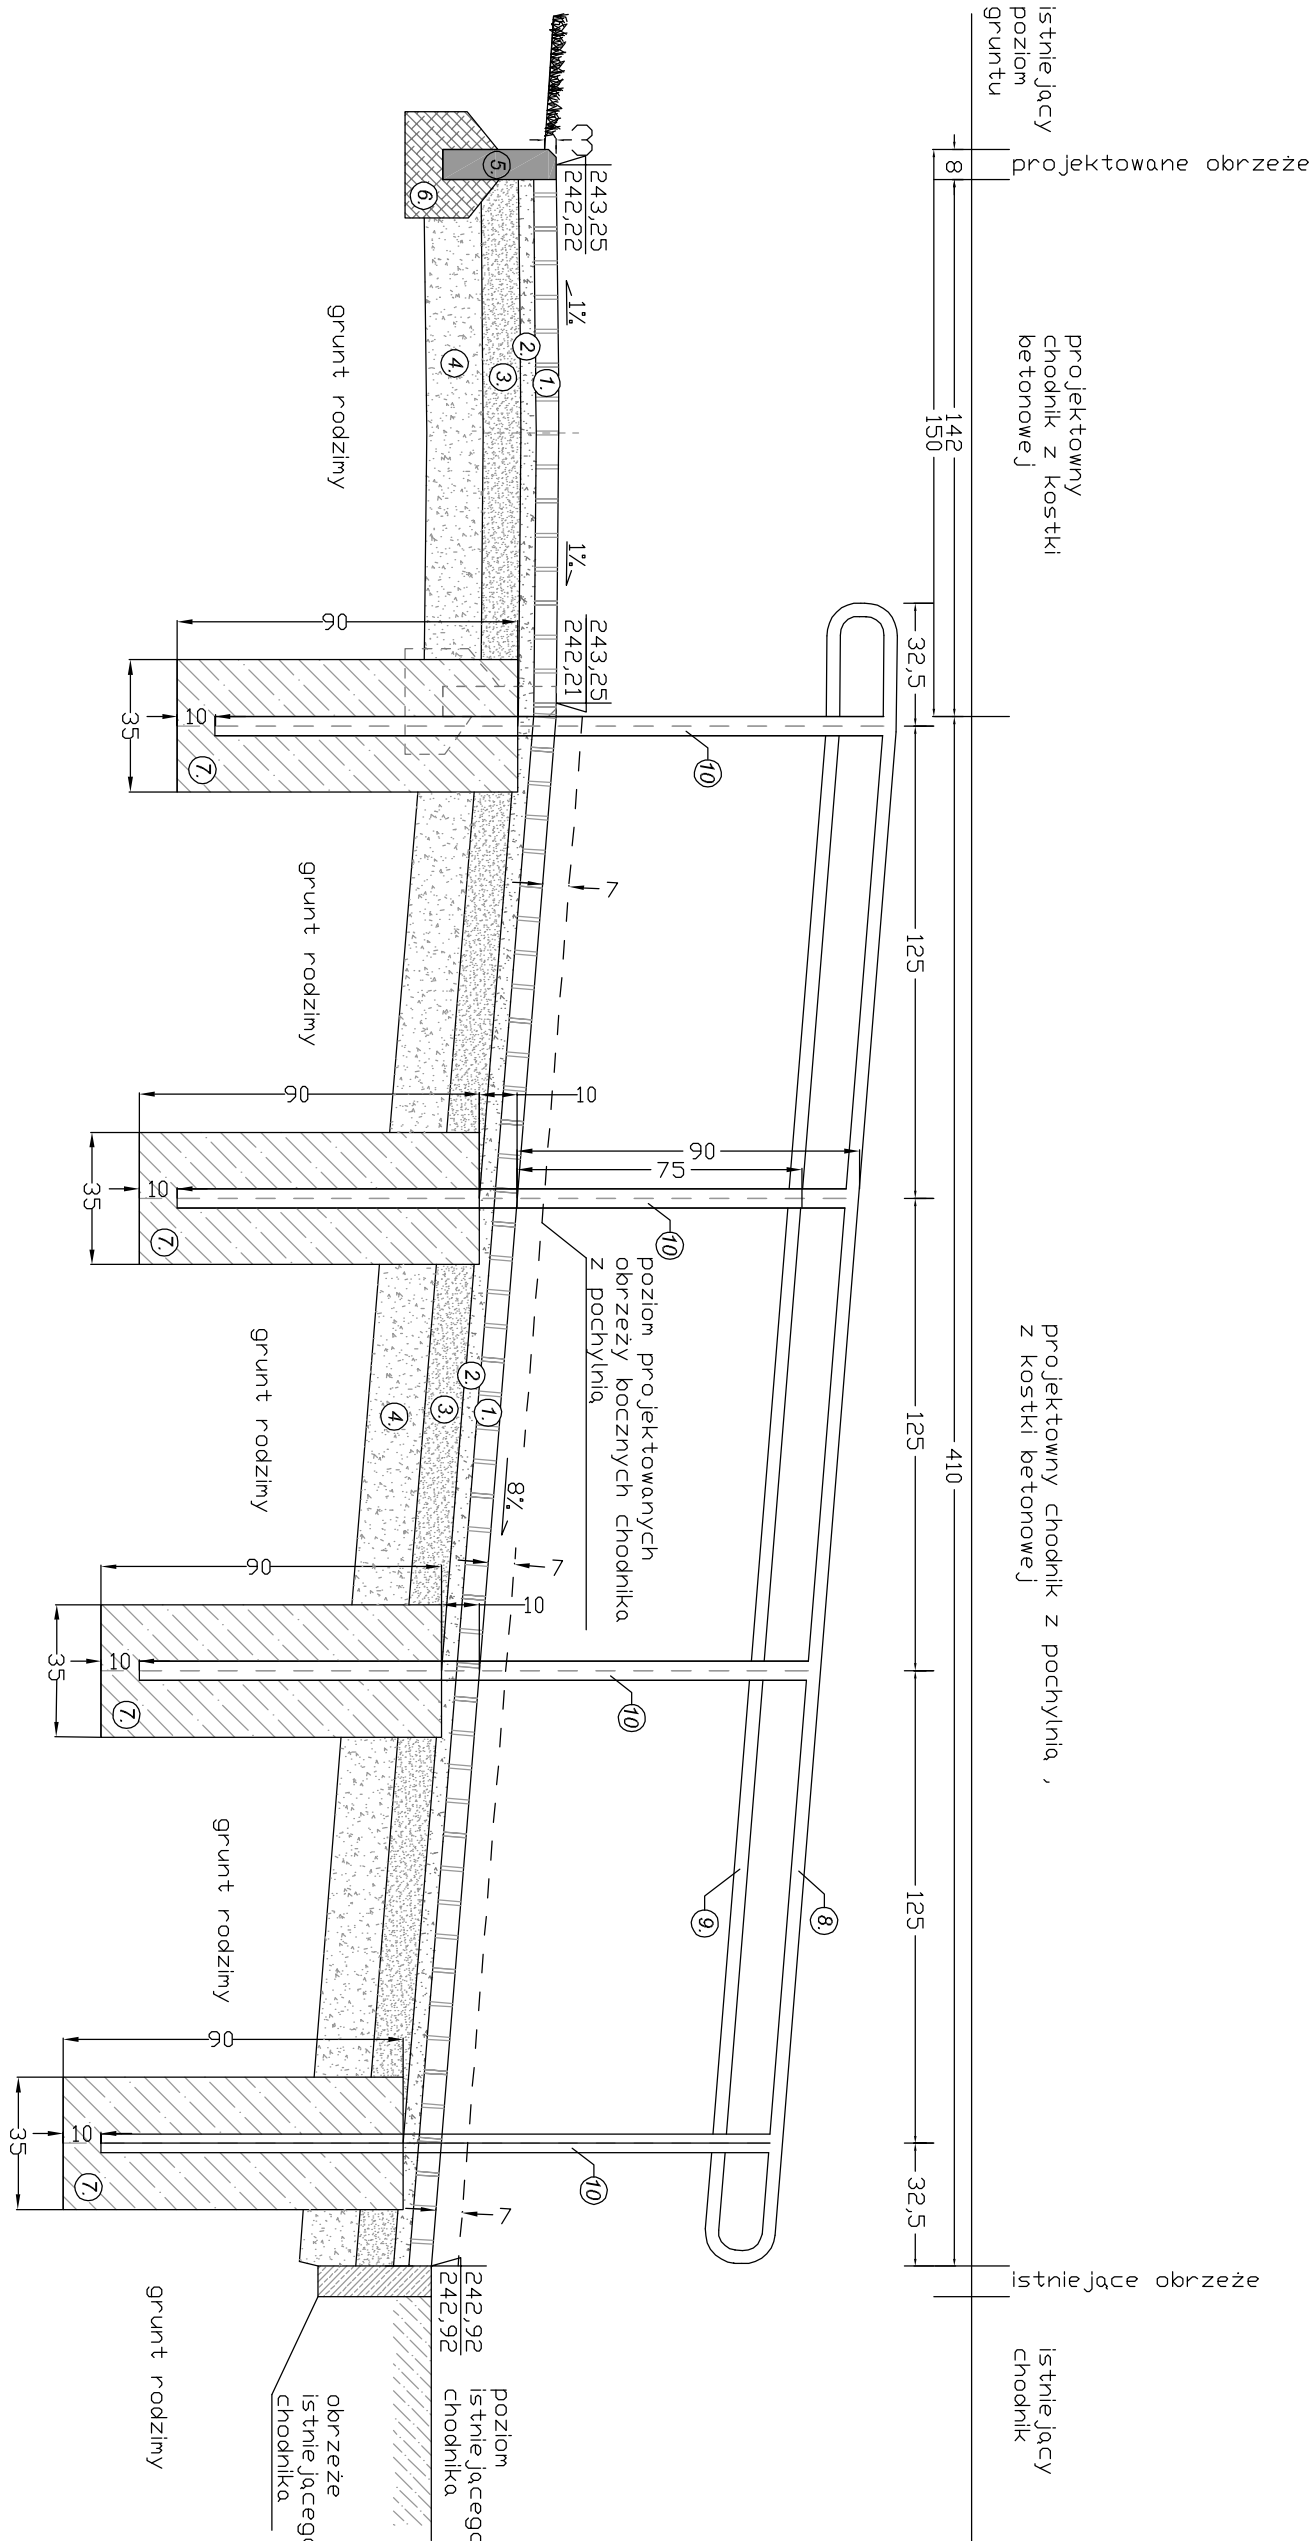 istniejący
poziom
gruntu
projektowane obrzeże
projektowny
chodnik z kostki
betonowej
projektowny chodnik z pochylnią ,
z kostki betonowej
istniejące obrzeże
istniejący
chodnik
8
142
410
150
32,5
125
125
125
32,5
90
75
8.
9.
10
10
10
10
3
243,25
242,22
1%
1%
243,25
242,21
7
10
poziom projektowanych
obrzeży bocznych chodnika
z pochylnią
8%
7
10
7
242,92
242,92
poziom
istniejącego
chodnika
obrzeże
istniejącego
chodnika
5.
6.
1.
2.
3.
4.
1.
2.
3.
4.
90
10
35
7.
90
10
35
7.
90
10
35
7.
90
10
35
7.
grunt rodzimy
grunt rodzimy
grunt rodzimy
grunt rodzimy
grunt rodzimy